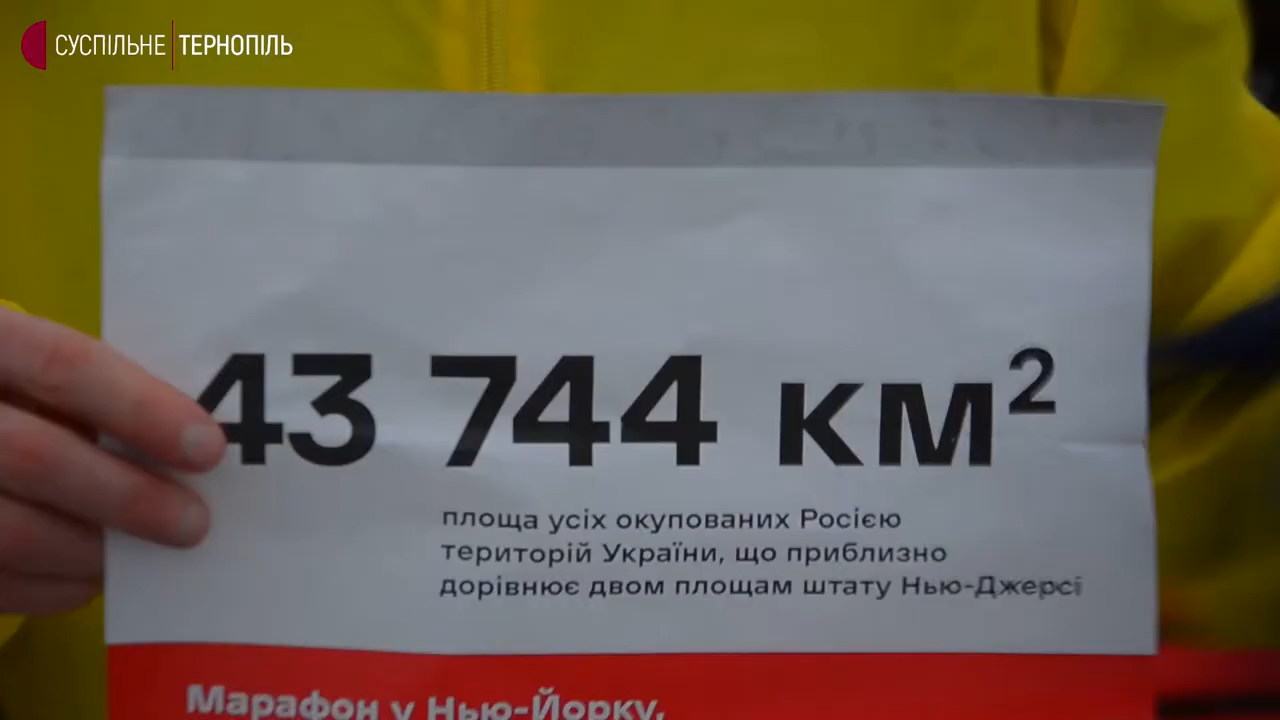 СУСПІЛЬНЕ ТЕРНОПІЛЬ
43 744 км²
площа усіх окупованих Росією
територій України, що приблизно
дорівнює двом площам штату Нью-Джерсі
Марафон у Нью-Йорку,